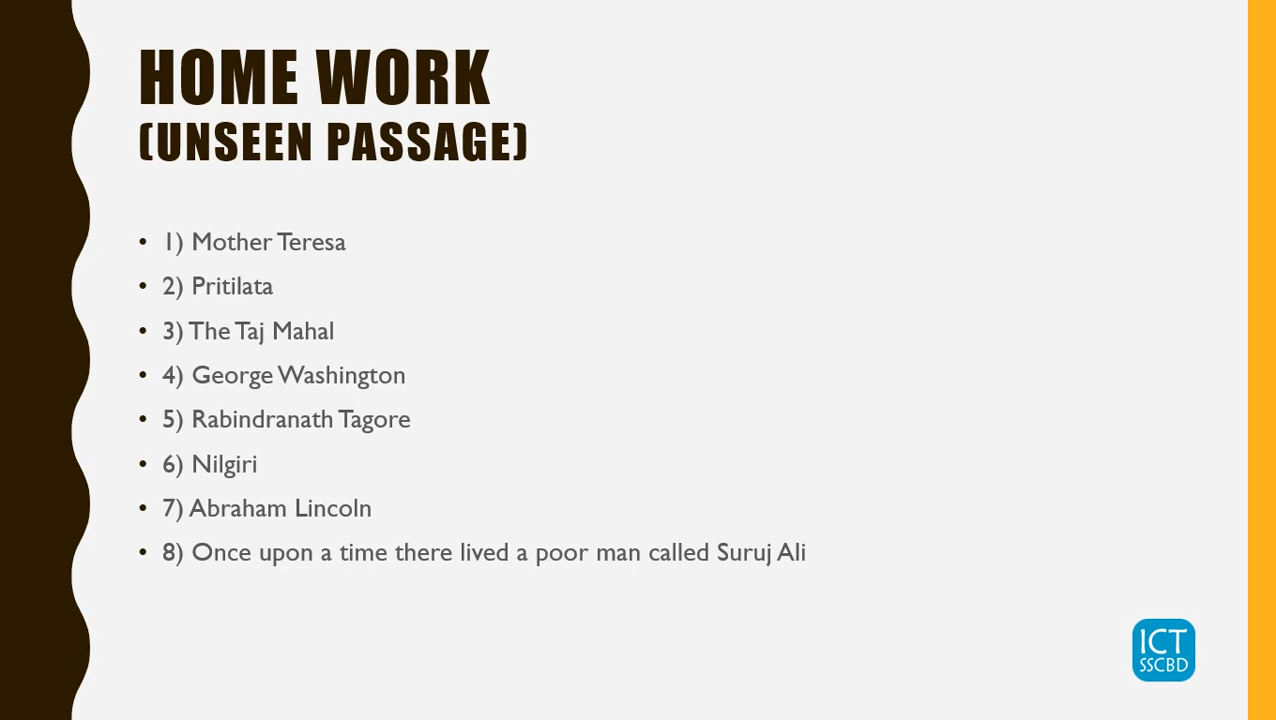 HOME WORK
(UNSEEN PASSAGE)
• 1) Mother Teresa
• 2) Pritilata
• 3) The Taj Mahal
• 4) George Washington
• 5) Rabindranath Tagore
• 6) Nilgiri
• 7) Abraham Lincoln
• 8) Once upon a time there lived a poor man called Suruj Ali
ICT
SSCBD